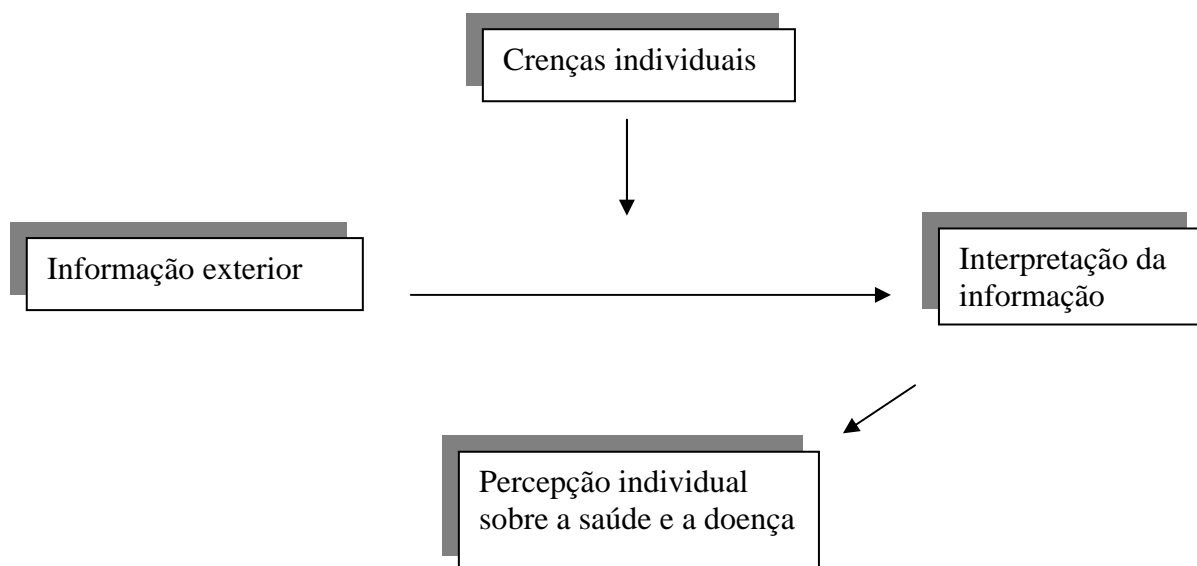 Crenças individuais
Informação exterior
Interpretação da
informação
Percepção individual
sobre a saúde e a doença